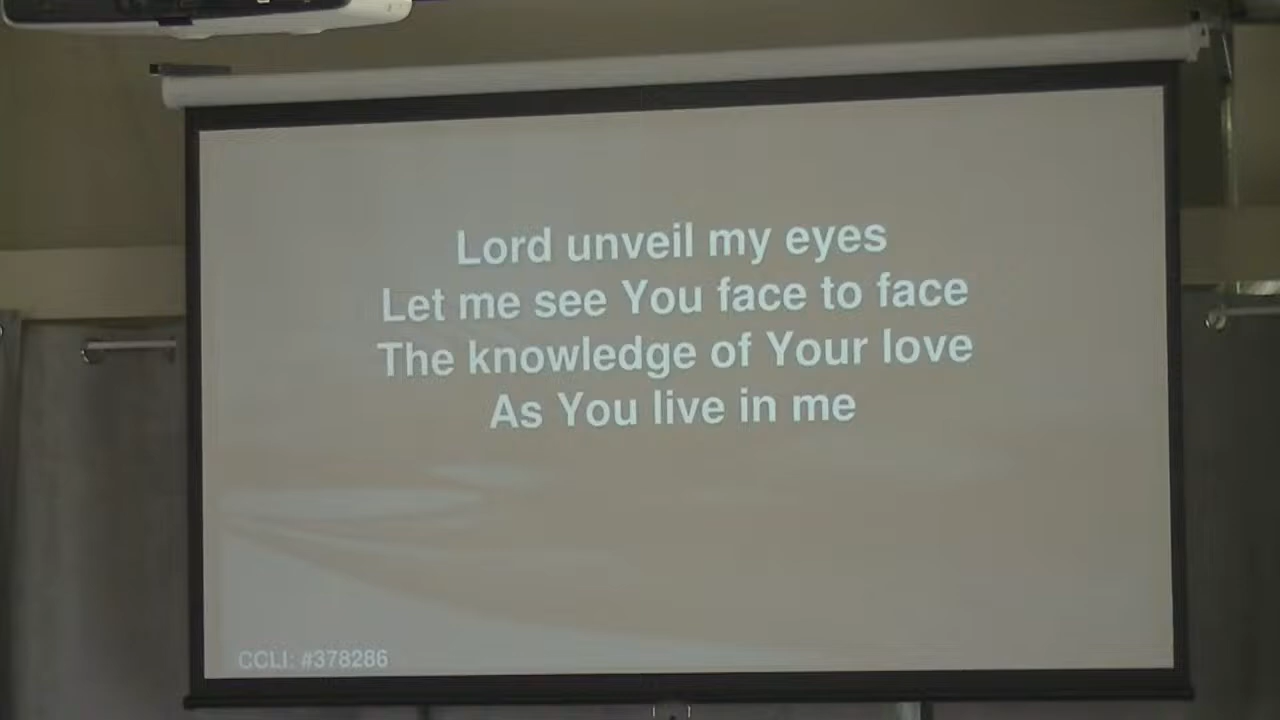 Lord unveil my eyes
Let me see You face to face
The knowledge of Your love
As You live in me
CCLI: #378286